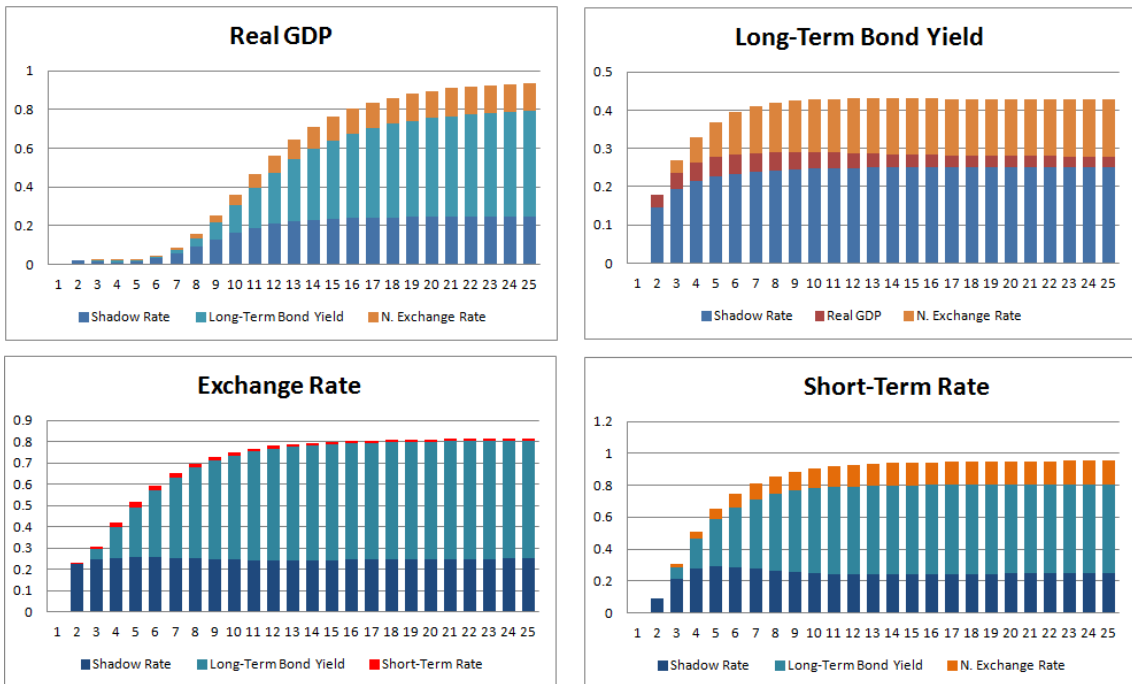 Real GDP
1
0.8
0.6
0.4
0.2
0
1 2 3 4 5 6 7 8 9 10 11 12 13 14 15 16 17 18 19 20 21 22 23 24 25
Shadow Rate Long-Term Bond Yield N. Exchange Rate
Long-Term Bond Yield
0.5
0.4
0.3
0.2
0.1
0
1 2 3 4 5 6 7 8 9 10 11 12 13 14 15 16 17 18 19 20 21 22 23 24 25
Shadow Rate Real GDP N. Exchange Rate
Exchange Rate
0.9
0.8
0.7
0.6
0.5
0.4
0.3
0.2
0.1
0
1 2 3 4 5 6 7 8 9 10 11 12 13 14 15 16 17 18 19 20 21 22 23 24 25
Shadow Rate Long-Term Bond Yield Short-Term Rate
Short-Term Rate
1.2
1
0.8
0.6
0.4
0.2
0
1 2 3 4 5 6 7 8 9 10 11 12 13 14 15 16 17 18 19 20 21 22 23 24 25
Shadow Rate Long-Term Bond Yield N. Exchange Rate